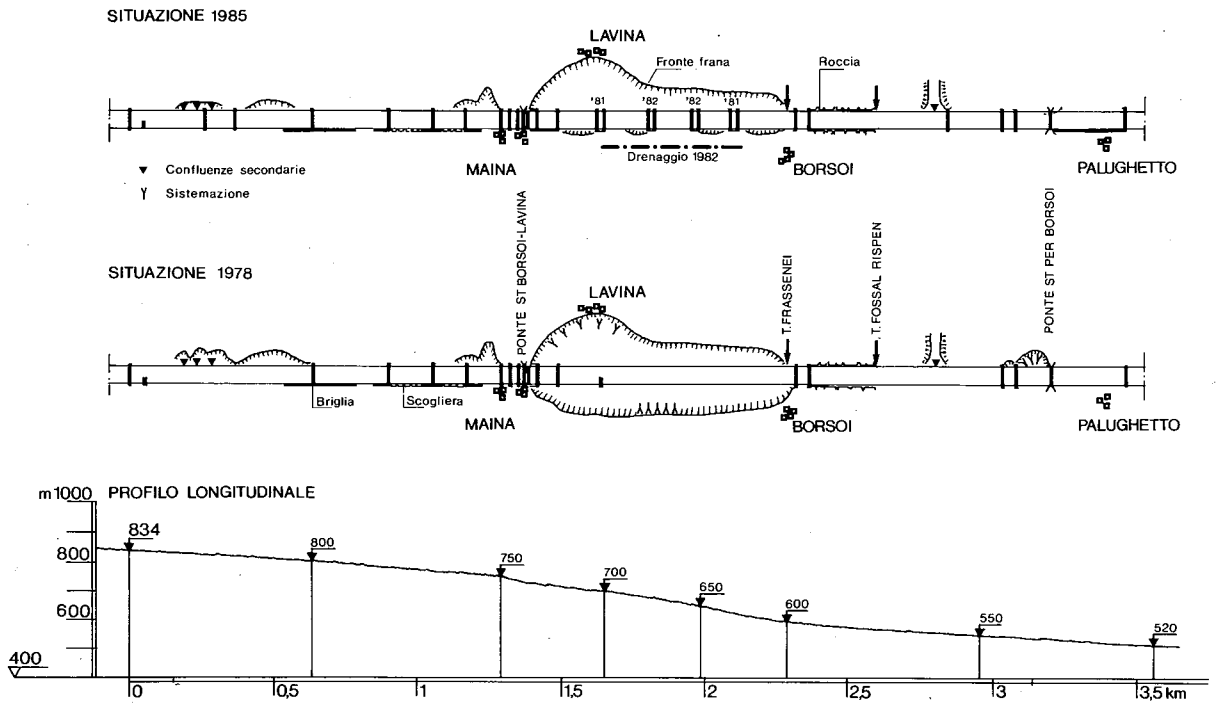 SITUAZIONE 1985
LAVINA
Fronte frana
Roccia
'81
'82
'82
'81
MAINA
Drenaggio 1982
BORSOI
PALUGHETTO
Confluenze secondarie
Sistemazione
PONTE ST BORSOI-LAVINA
T. FRASSENEI
T. FOSSAL RISPEN
PONTE ST PER BORSOI
SITUAZIONE 1978
LAVINA
Briglia
Scogliera
MAINA
BORSOI
PALUGHETTO
m 1000 PROFILO LONGITUDINALE
834
800
750
700
650
600
550
520
800
600
400
0 0,5 1 1,5 2 2,5 3 3,5 km